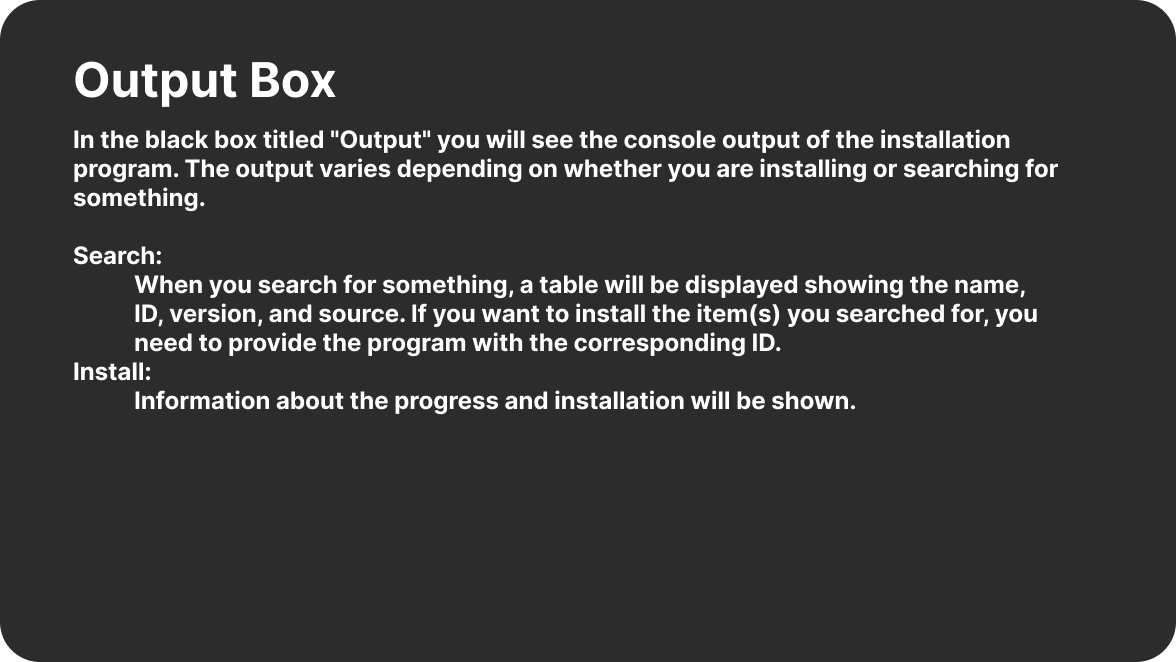 Output Box
In the black box titled "Output" you will see the console output of the installation
program. The output varies depending on whether you are installing or searching for
something.
Search:
When you search for something, a table will be displayed showing the name,
ID, version, and source. If you want to install the item(s) you searched for, you
need to provide the program with the corresponding ID.
Install:
Information about the progress and installation will be shown.